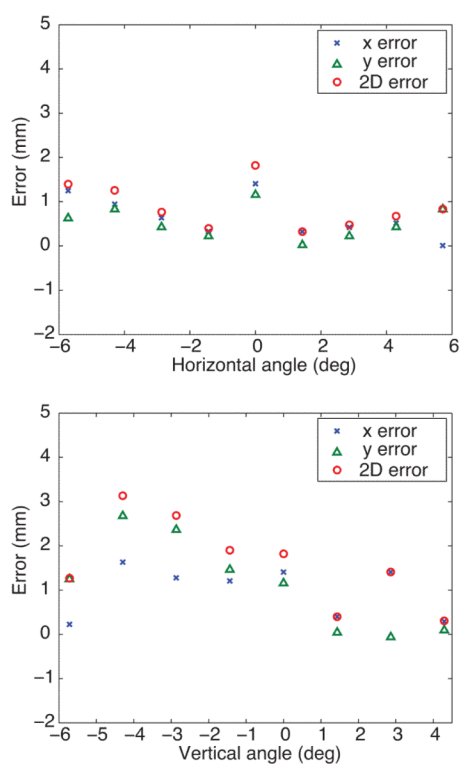 5
x error
4
y error
2D error
3
Error (mm)
2
1
0
−1
−2
−6 −4 −2 0 2 4 6
Horizontal angle (deg)
5
x error
4
y error
2D error
3
Error (mm)
2
1
0
−1
−2
−6 −5 −4 −3 −2 −1 0 1 2 3 4
Vertical angle (deg)